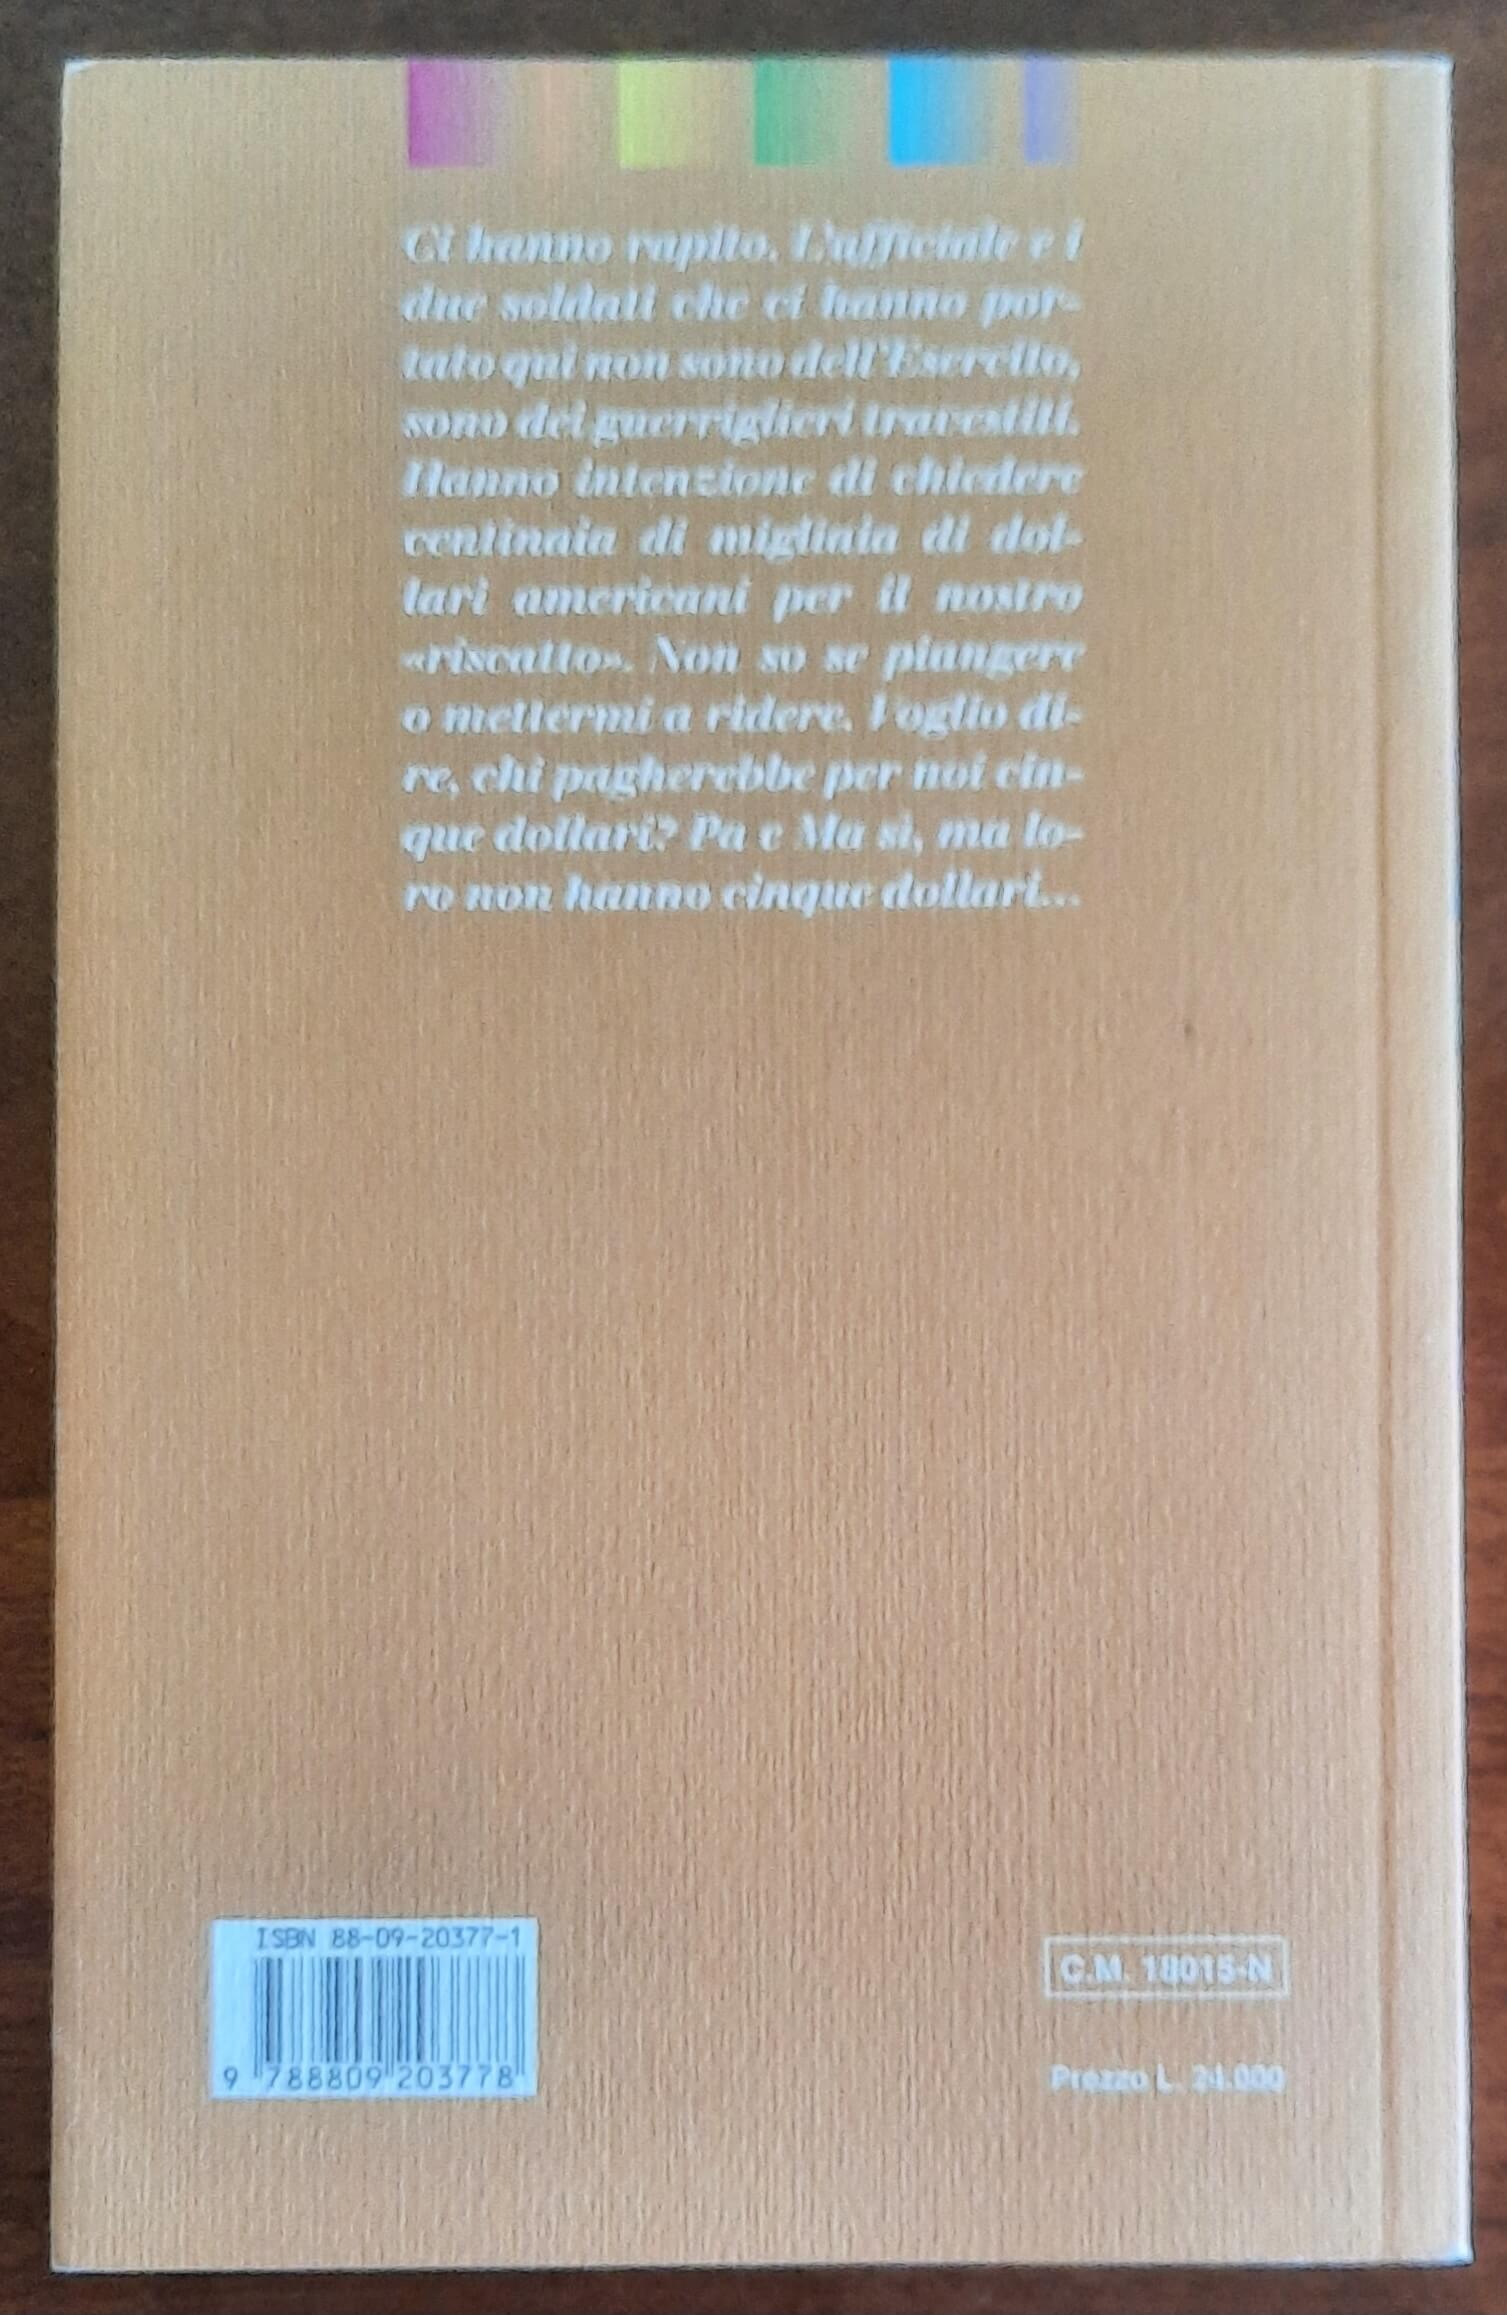 Ci hanno rapito. L'ufficiale e i
due soldati che ci hanno por-
tato qui non sono dell'Esercito,
sono dei guerriglieri travestiti.
Hanno intenzione di chiedere
centinaia di migliaia di dol-
lari americani per il nostro
«riscatto». Non so se piangere
o mettermi a ridere. Voglio di-
re, chi pagherebbe per noi cin-
que dollari? Pa e Ma sì, ma lo-
ro non hanno cinque dollari...
ISBN 88-09-20377-1
9 788809 203778
C.M. 18015-N
Prezzo L. 24.000